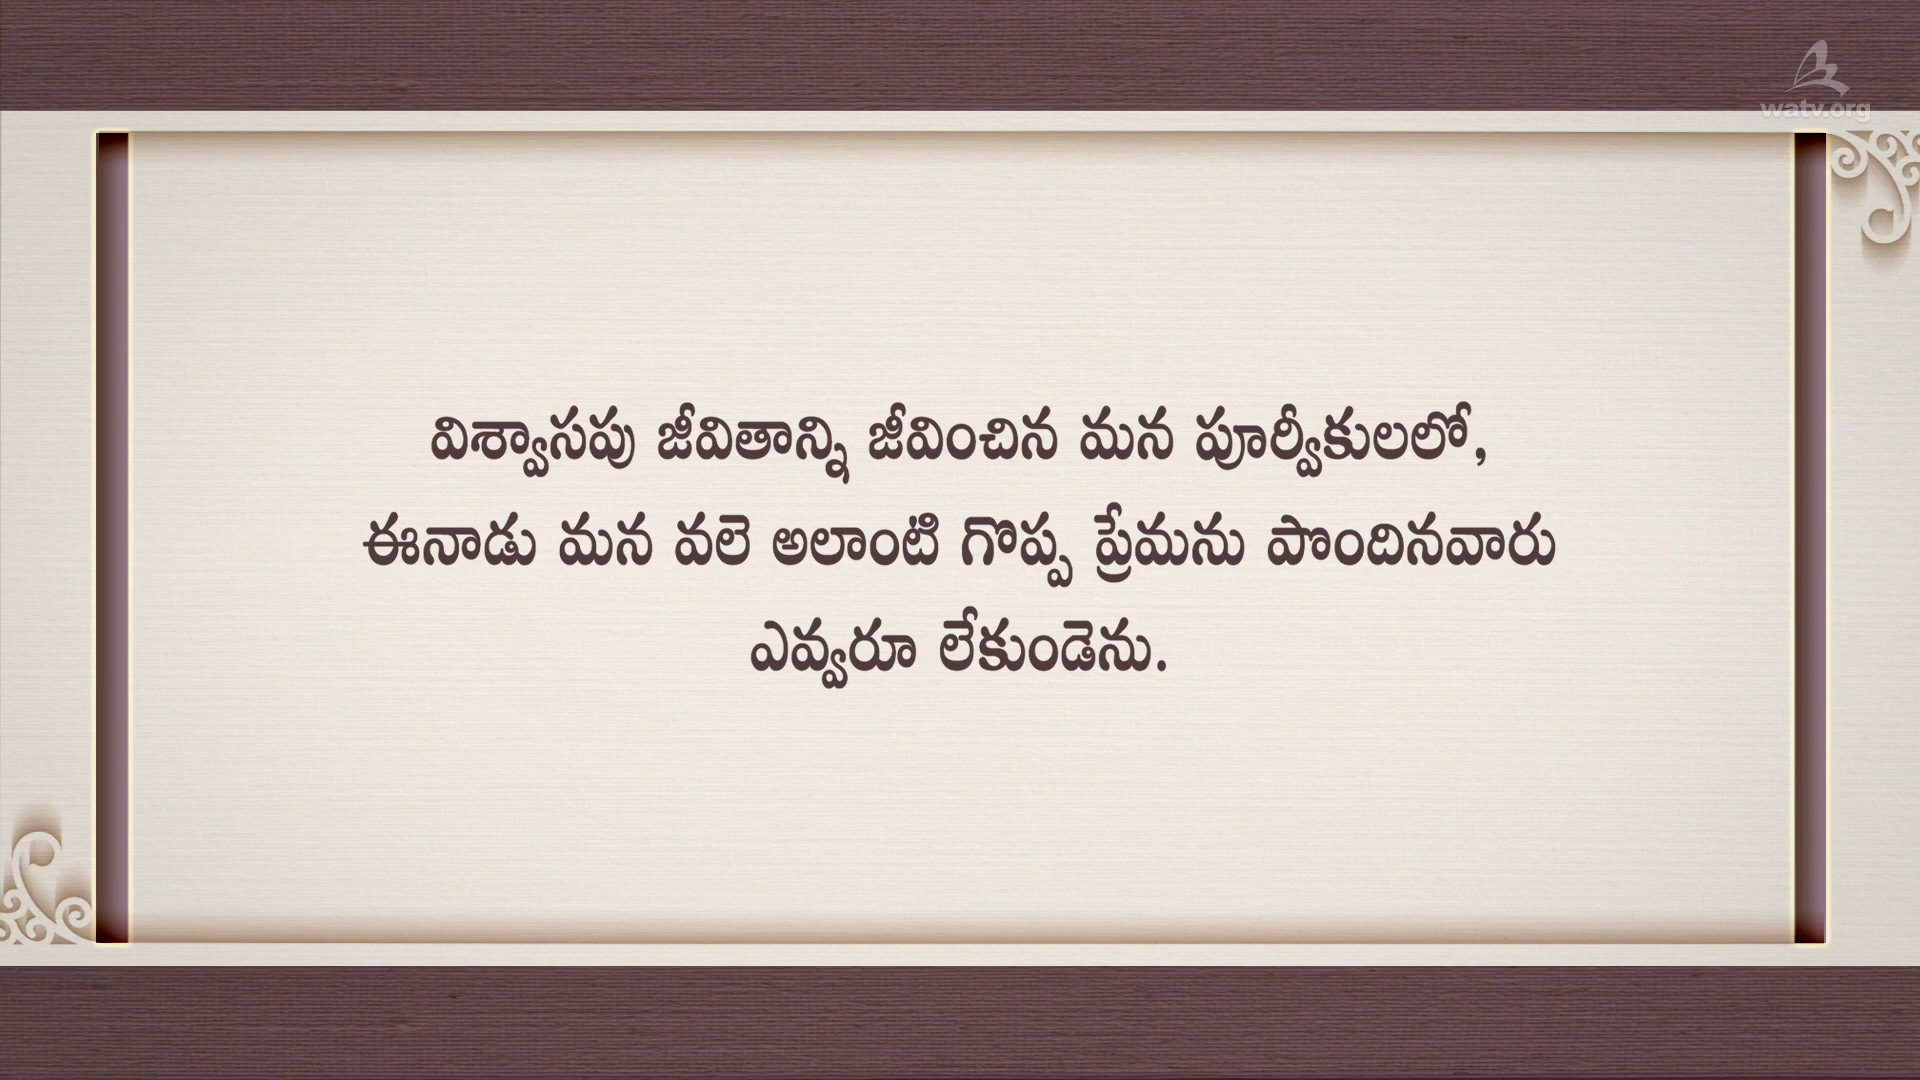 watv.org
విశ్వాసపు జీవితాన్ని జీవించిన మన పూర్వీకులలో,
ఈనాడు మన వలె అలాంటి గొప్ప ప్రేమను పొందినవారు
ఎవ్వరూ లేకుండెను.